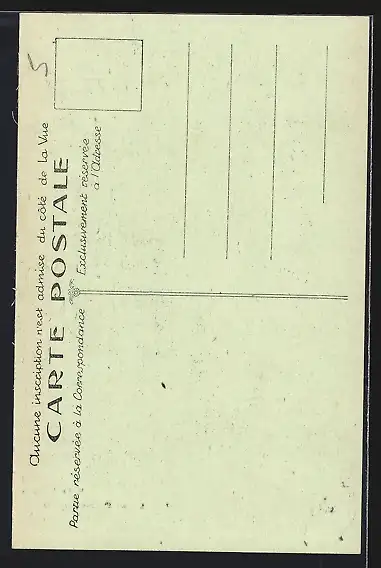 Aucune inscription n'est admise du côté de la Vue
CARTE POSTALE
Partie réservée à la Correspondance
Exclusivement réservée
à l'Adresse
5